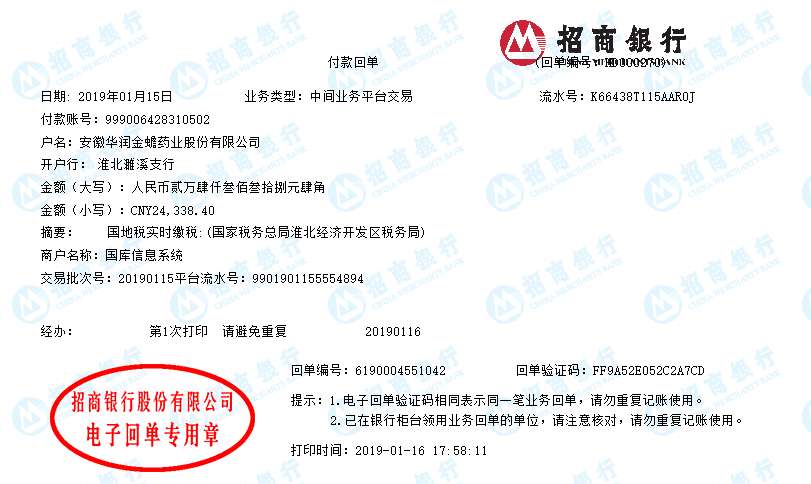 招商银行
CHINA MERCHANTS BANK
付款回单
(回单编号: HD000270)
日期: 2019年01月15日 业务类型: 中间业务平台交易 流水号: K66438T115AAR0J
付款账号: 999006428310502
户名: 安徽华润金蟾药业股份有限公司
开户行: 淮北濉溪支行
金额(大写): 人民币贰万肆仟叁佰叁拾捌元肆角
金额(小写): CNY24,338.40
摘要: 国地税实时缴税:(国家税务总局淮北经济开发区税务局)
商户名称: 国库信息系统
交易批次号: 20190115平台流水号: 9901901155554894
经办: 第1次打印 请避免重复 20190116
回单编号: 6190004551042 回单验证码: FF9A52E052C2A7CD
招商银行股份有限公司
电子回单专用章
提示: 1.电子回单验证码相同表示同一笔业务回单，请勿重复记账使用。
2.已在银行柜台领用业务回单的单位，请注意核对，请勿重复记账使用。
打印时间: 2019-01-16 17:58:11